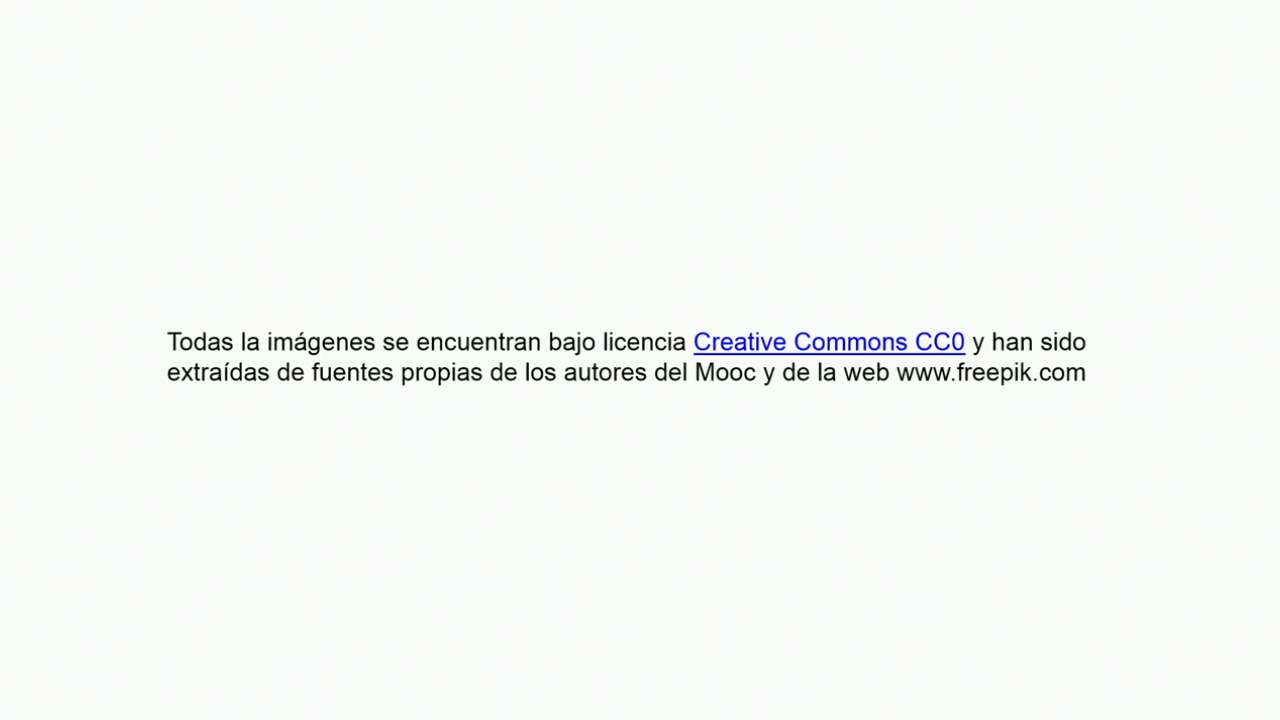 Todas la imágenes se encuentran bajo licencia Creative Commons CC0 y han sido
extraídas de fuentes propias de los autores del Mooc y de la web www.freepik.com